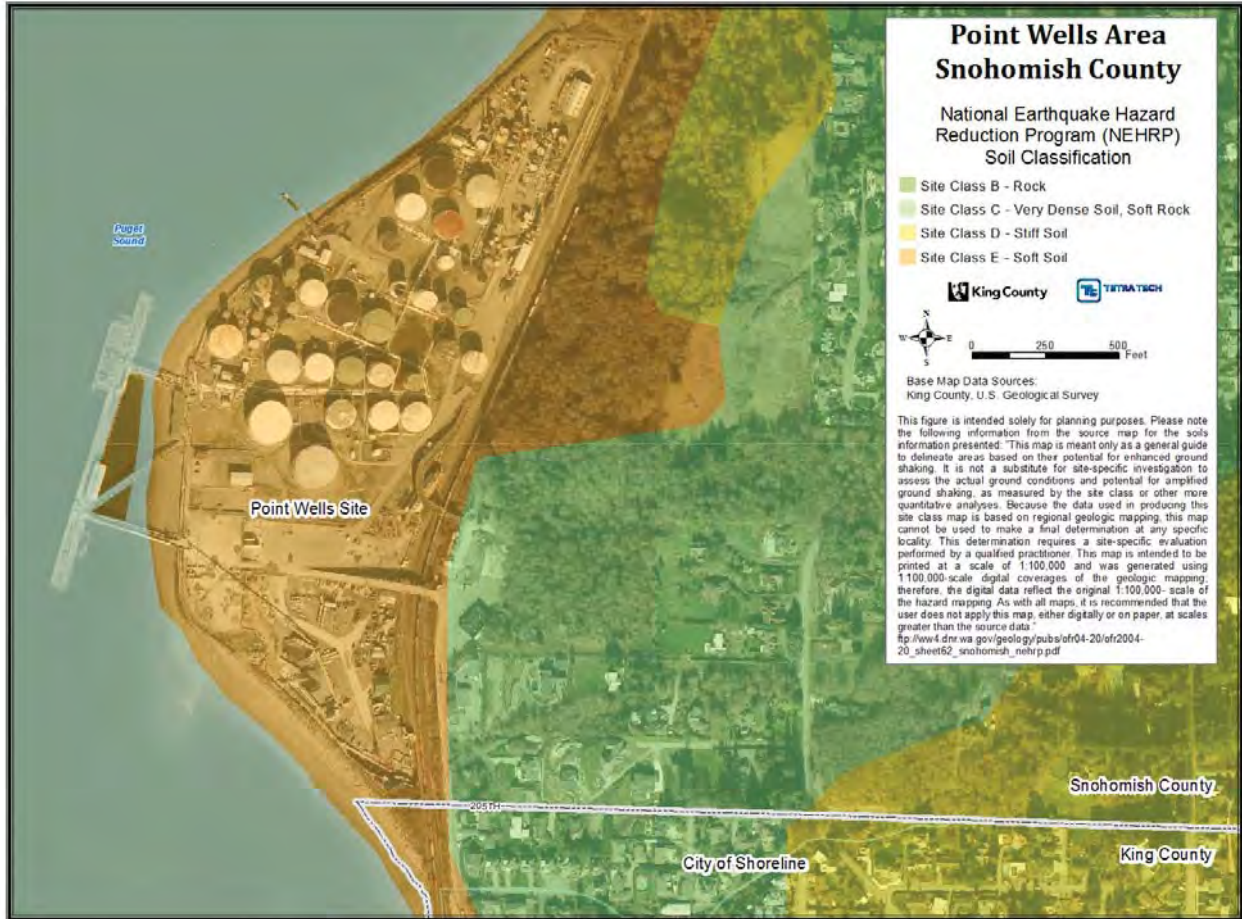 Point Wells Area
Snohomish County
National Earthquake Hazard
Reduction Program (NEHRP)
Soil Classification
Site Class B - Rock
Site Class C - Very Dense Soil, Soft Rock
Site Class D - Stiff Soil
Site Class E - Soft Soil
King County
TETRA TECH
N
W E
S
0 250 500
Feet
Base Map Data Sources:
King County, U.S. Geological Survey
This figure is intended solely for planning purposes. Please note
the following information from the source map for the soils
information presented: "This map is meant only as a general guide
to delineate areas based on their potential for enhanced ground
shaking. It is not a substitute for site-specific investigation to
assess the actual ground conditions and potential for amplified
ground shaking, as measured by the site class or other more
quantitative analyses. Because the data used in producing this
site class map is based on regional geologic mapping, this map
cannot be used to make a final determination at any specific
locality. This determination requires a site-specific evaluation
performed by a qualified practitioner. This map is intended to be
printed at a scale of 1:100,000 and was generated using
1:100,000-scale digital coverages of the geologic mapping;
therefore, the digital data reflect the original 1:100,000- scale of
the hazard mapping. As with all maps, it is recommended that the
user does not apply this map, either digitally or on paper, at scales
greater than the source data."
ftp://ww4.dnr.wa.gov/geology/pubs/ofr04-20/ofr2004-
20_sheet62_snohomish_nehrp.pdf
Puget
Sound
Point Wells Site
205TH
Snohomish County
City of Shoreline
King County